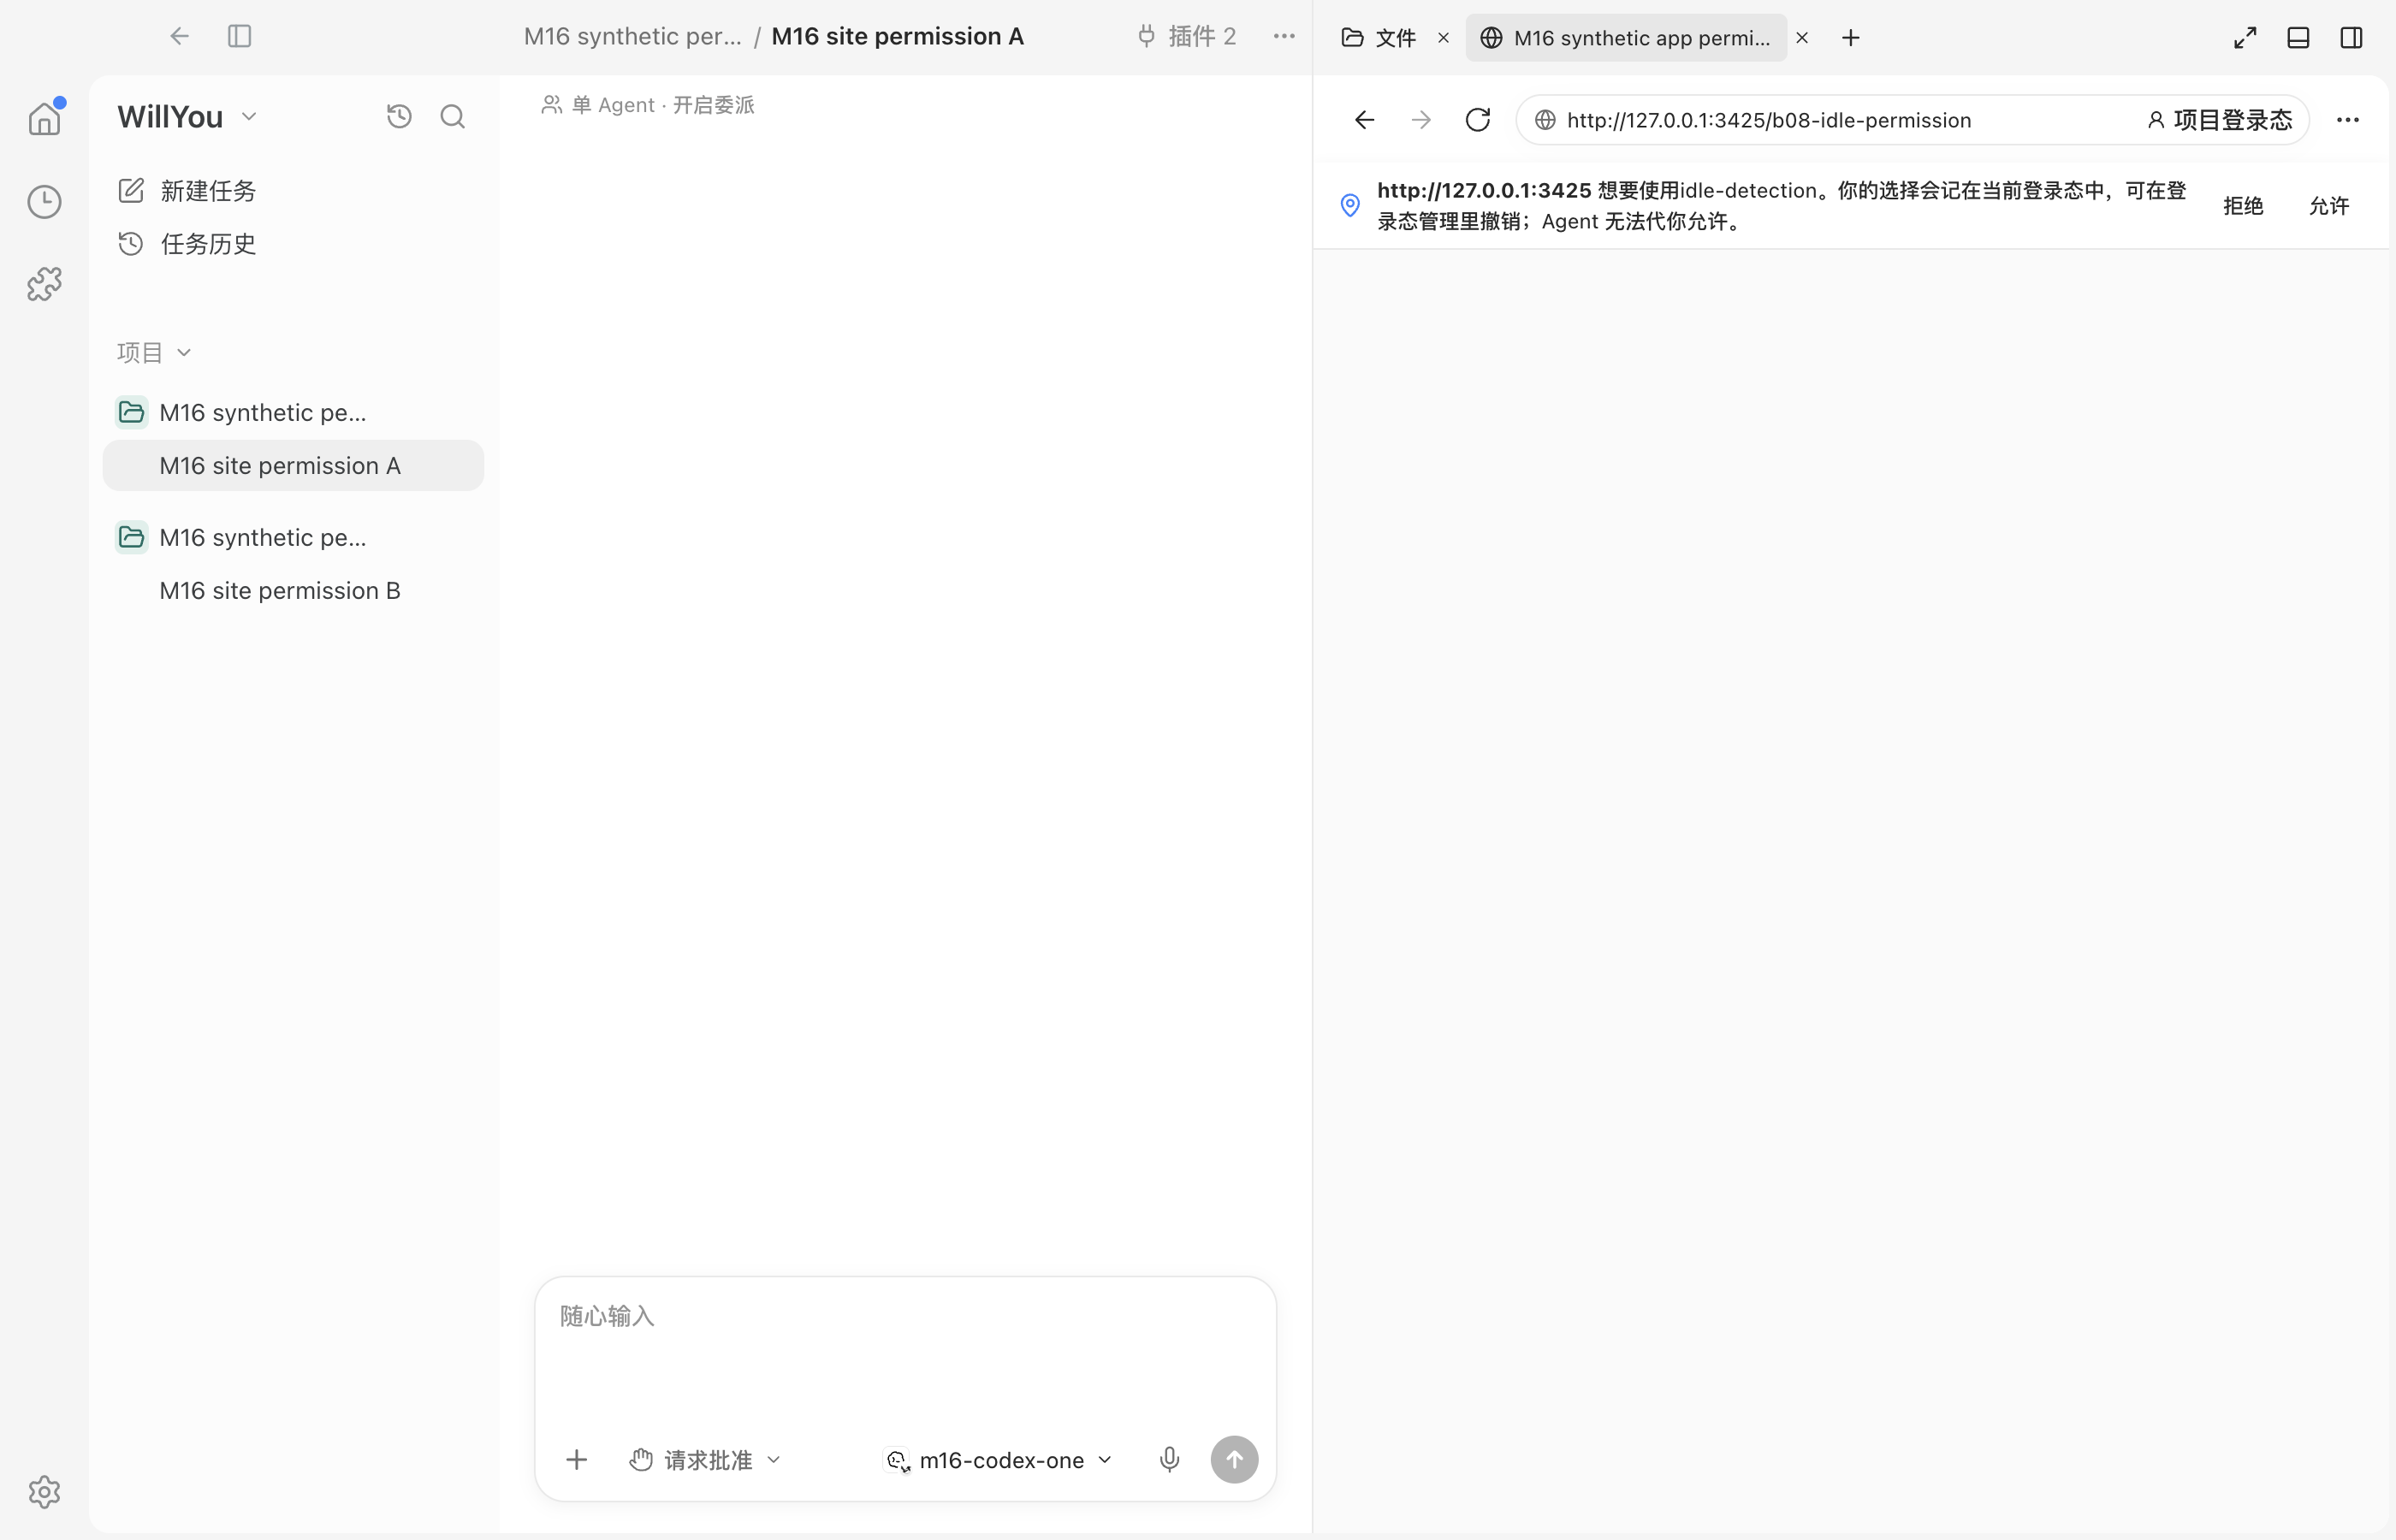 M16 synthetic per... / M16 site permission A
插件 2
文件
M16 synthetic app permi...
WillYou
新建任务
任务历史
项目
M16 synthetic pe...
M16 site permission A
M16 synthetic pe...
M16 site permission B
单 Agent · 开启委派
随心输入
请求批准
m16-codex-one
http://127.0.0.1:3425/b08-idle-permission
项目登录态
http://127.0.0.1:3425 想要使用idle-detection。你的选择会记在当前登录态中，可在登
录态管理里撤销；Agent 无法代你允许。
拒绝
允许